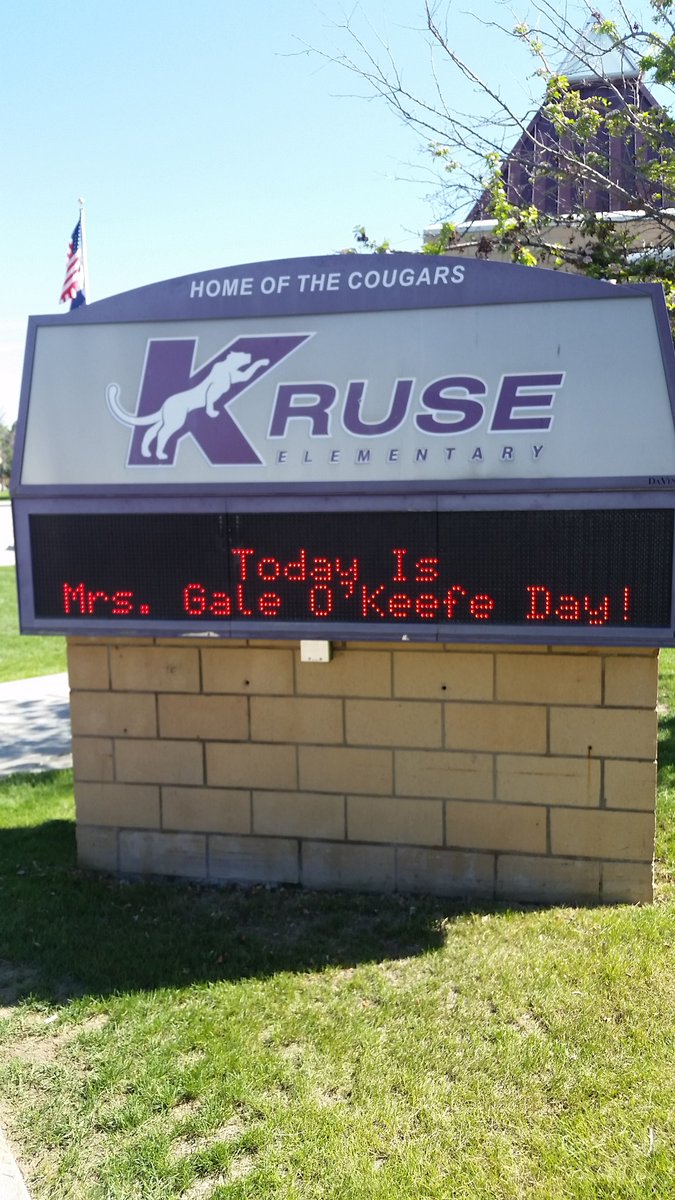 HOME OF THE COUGARS
KRUSE
ELEMENTARY
Today Is
Mrs. Gale O'Keefe Day!